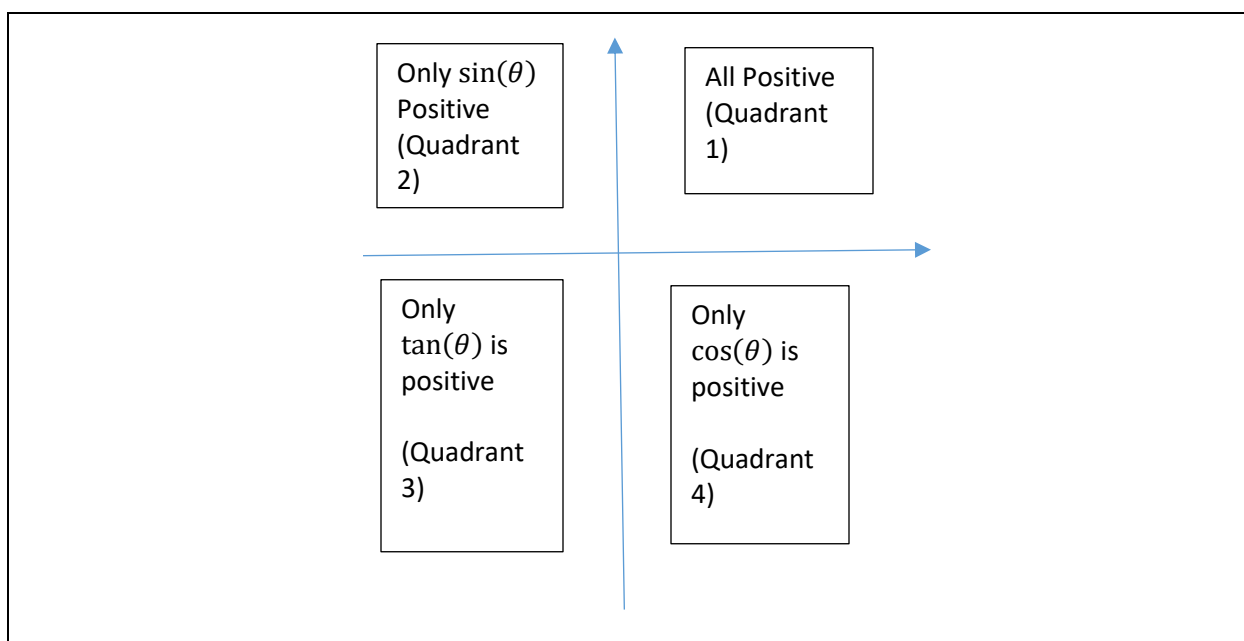 Only sin(𝜃)
Positive
(Quadrant
2)
All Positive
(Quadrant
1)
Only
tan(𝜃) is
positive
(Quadrant
3)
Only
cos(𝜃) is
positive
(Quadrant
4)